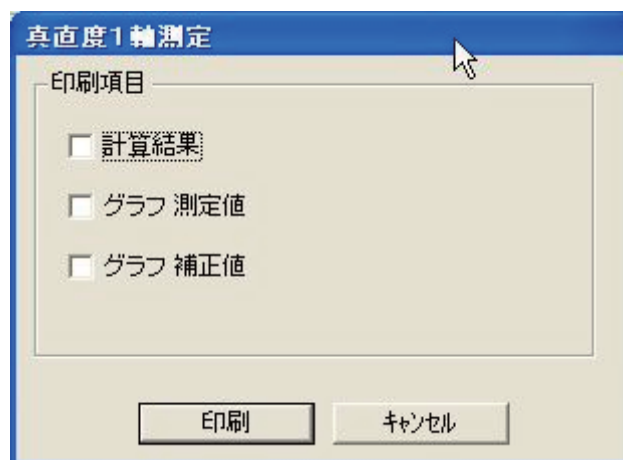 真直度1軸測定
印刷項目
計算結果
グラフ 測定値
グラフ 補正値
印刷 キャンセル